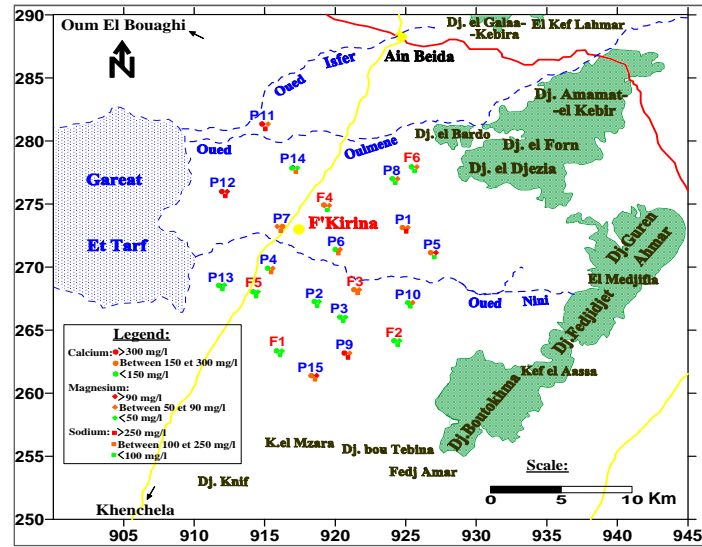 290
Oum El Bouaghi
Dj. el Galaa-
-Kebira
El Kef Lahmar
N
Ain Beida
Oued Isfer
285
Dj. Amamat-
-el Kebir
P11
280
Oued
Oulmene
Dj. el Bardo
Dj. el Forn
P14
F6
P8
Dj. el Djezia
Gareat
P12
275
F4
P7
F'Kirina
P1
Et Tarf
P6
P5
Dj.Guren
Ahmar
270
P4
El Medjifia
P13
F5
F3
P2
P10
Oued
Nini
P3
Dj.Fedjidjet
265
Legend:
Calcium:
>300 mg/l
Between 150 et 300 mg/l
<150 mg/l
Magnesium:
>90 mg/l
Between 50 et 90 mg/l
<50 mg/l
Sodium:
>250 mg/l
Between 100 et 250 mg/l
<100 mg/l
F1
F2
P9
P15
Kef el Aassa
260
Dj.Boutokhma
K.el Mzara
Dj. bou Tebina
255
Dj. Knif
Fedj Amar
Scale:
0
5
10 Km
Khenchela
250
905
910
915
920
925
930
935
940
945